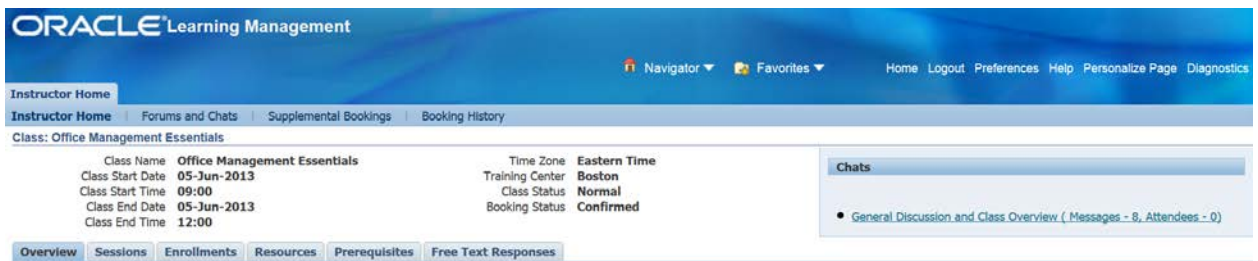 ORACLE Learning Management
Navigator Favorites Home Logout Preferences Help Personalize Page Diagnostics
Instructor Home
Instructor Home Forums and Chats Supplemental Bookings Booking History
Class: Office Management Essentials
Class Name Office Management Essentials
Class Start Date 05-Jun-2013
Class Start Time 09:00
Class End Date 05-Jun-2013
Class End Time 12:00
Time Zone Eastern Time
Training Center Boston
Class Status Normal
Booking Status Confirmed
Chats
General Discussion and Class Overview ( Messages - 8, Attendees - 0)
Overview Sessions Enrollments Resources Prerequisites Free Text Responses